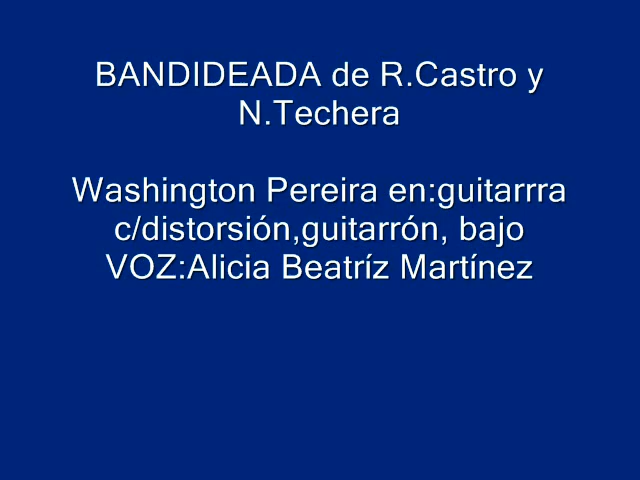 BANDIDEADA de R.Castro y
N.Techera
Washington Pereira en:guitarrra
c/distorsión,guitarrón, bajo
VOZ:Alicia Beatríz Martínez